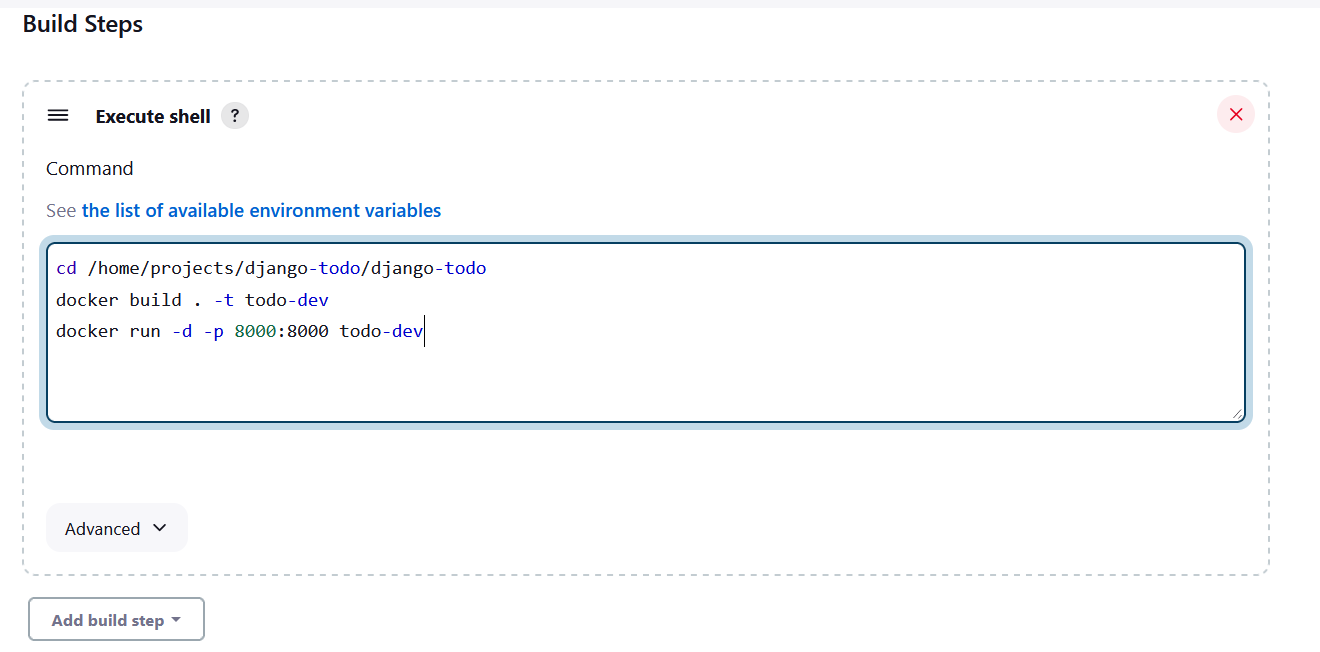 Build Steps
Execute shell ?
Command
See the list of available environment variables
cd /home/projects/django-todo/django-todo
docker build . -t todo-dev
docker run -d -p 8000:8000 todo-dev
Advanced
Add build step